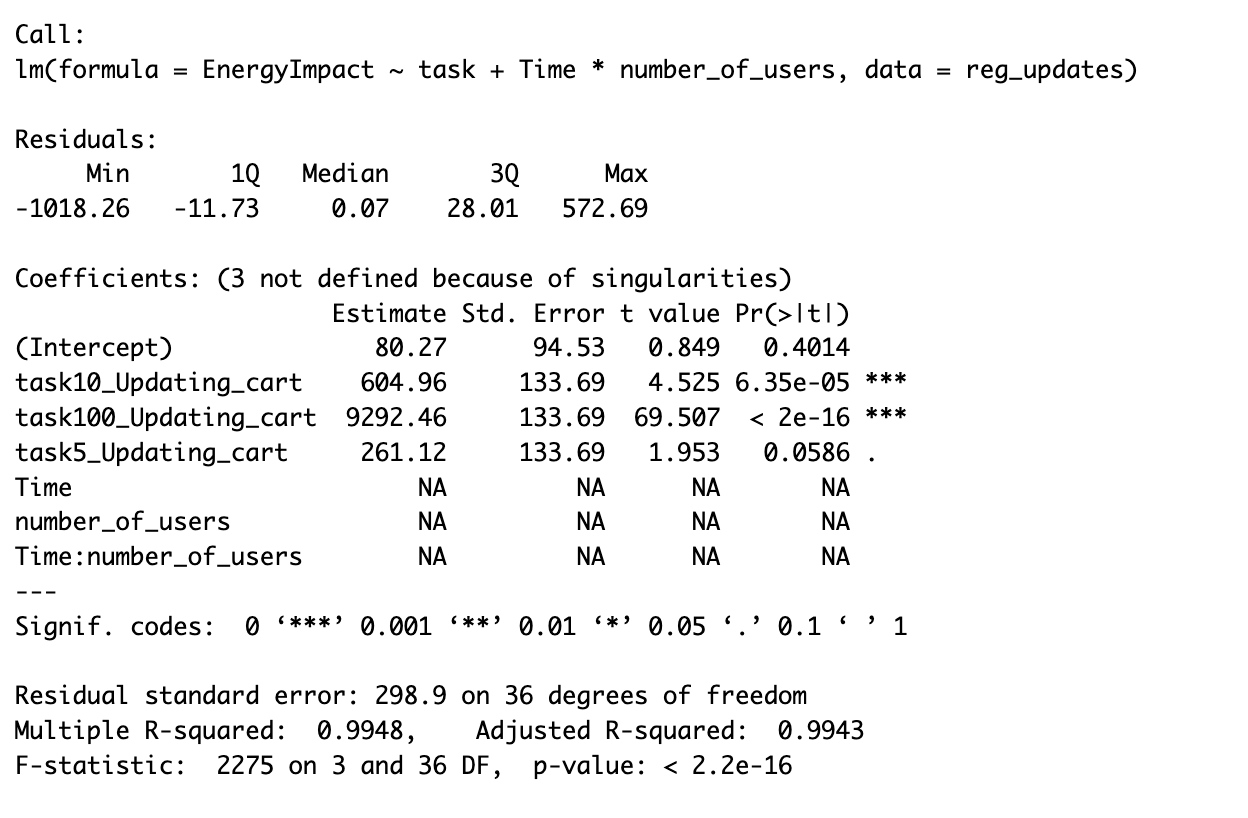 Call:
lm(formula = EnergyImpact ~ task + Time * number_of_users, data = reg_updates)
Residuals:
Min 1Q Median 3Q Max
-1018.26 -11.73 0.07 28.01 572.69
Coefficients: (3 not defined because of singularities)
Estimate Std. Error t value Pr(>|t|)
(Intercept) 80.27 94.53 0.849 0.4014
task10_Updating_cart 604.96 133.69 4.525 6.35e-05 ***
task100_Updating_cart 9292.46 133.69 69.507 < 2e-16 ***
task5_Updating_cart 261.12 133.69 1.953 0.0586 .
Time NA NA NA NA
number_of_users NA NA NA NA
Time:number_of_users NA NA NA NA
---
Signif. codes: 0 ‘***’ 0.001 ‘**’ 0.01 ‘*’ 0.05 ‘.’ 0.1 ‘ ’ 1
Residual standard error: 298.9 on 36 degrees of freedom
Multiple R-squared: 0.9948, Adjusted R-squared: 0.9943
F-statistic: 2275 on 3 and 36 DF, p-value: < 2.2e-16